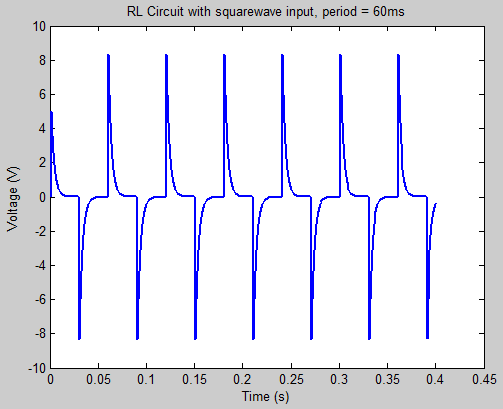 RL Circuit with squarewave input, period = 60ms
10
8
6
4
2
0
-2
-4
-6
-8
-10
Voltage (V)
0 0.05 0.1 0.15 0.2 0.25 0.3 0.35 0.4 0.45
Time (s)